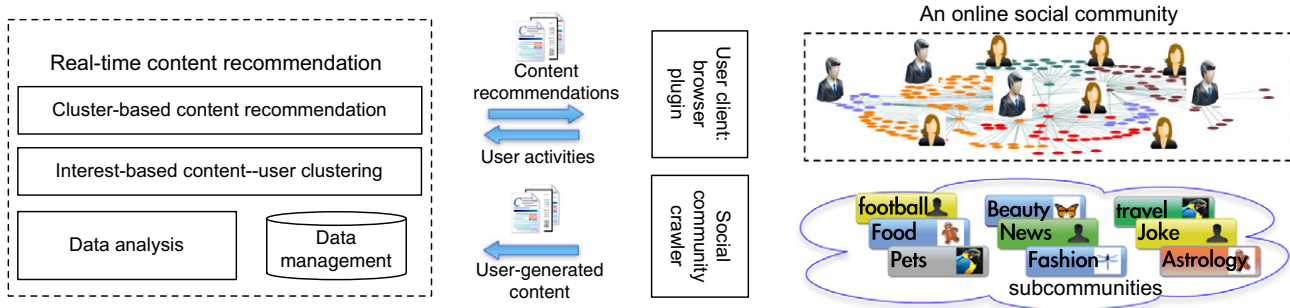 Real-time content recommendation
Cluster-based content recommendation
Interest-based content--user clustering
Data analysis
Data
management
Content
recommendations
User activities
User-generated
content
User client:
browser
plugin
Social
community
crawler
An online social community
football
Beauty
travel
Food
News
Joke
Pets
Fashion
Astrology
subcommunities